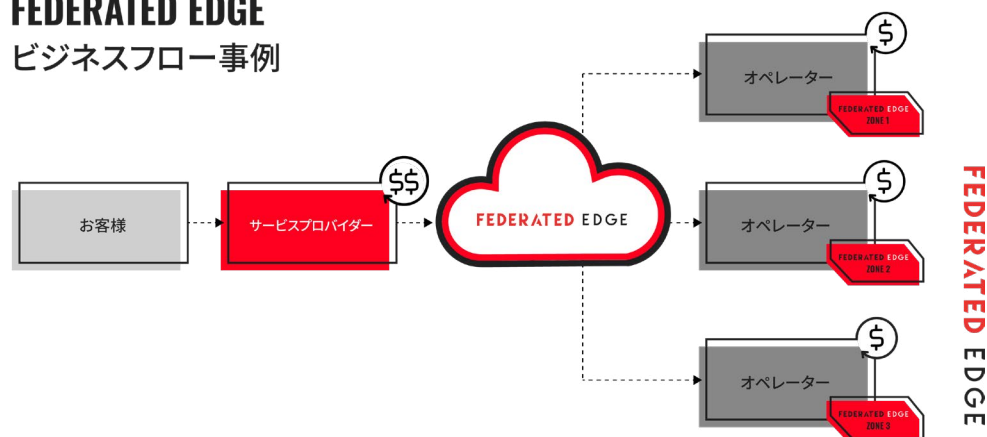 FEDERATED EDGE
ビジネスフロー事例
お客様
サービスプロバイダー
$$
FEDERATED EDGE
オペレーター
$
FEDERATED EDGE
ZONE 1
オペレーター
$
FEDERATED EDGE
ZONE 2
オペレーター
$
FEDERATED EDGE
ZONE 3
FEDERATED EDGE